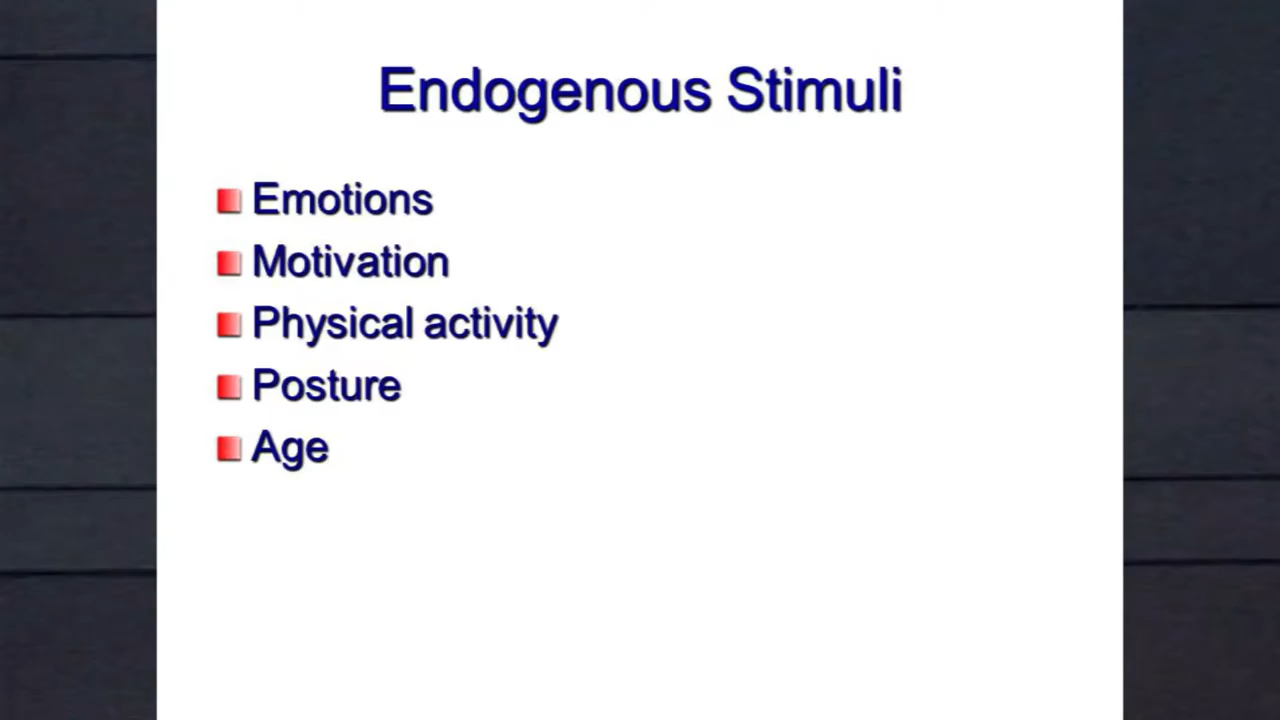 Endogenous Stimuli
Emotions
Motivation
Physical activity
Posture
Age